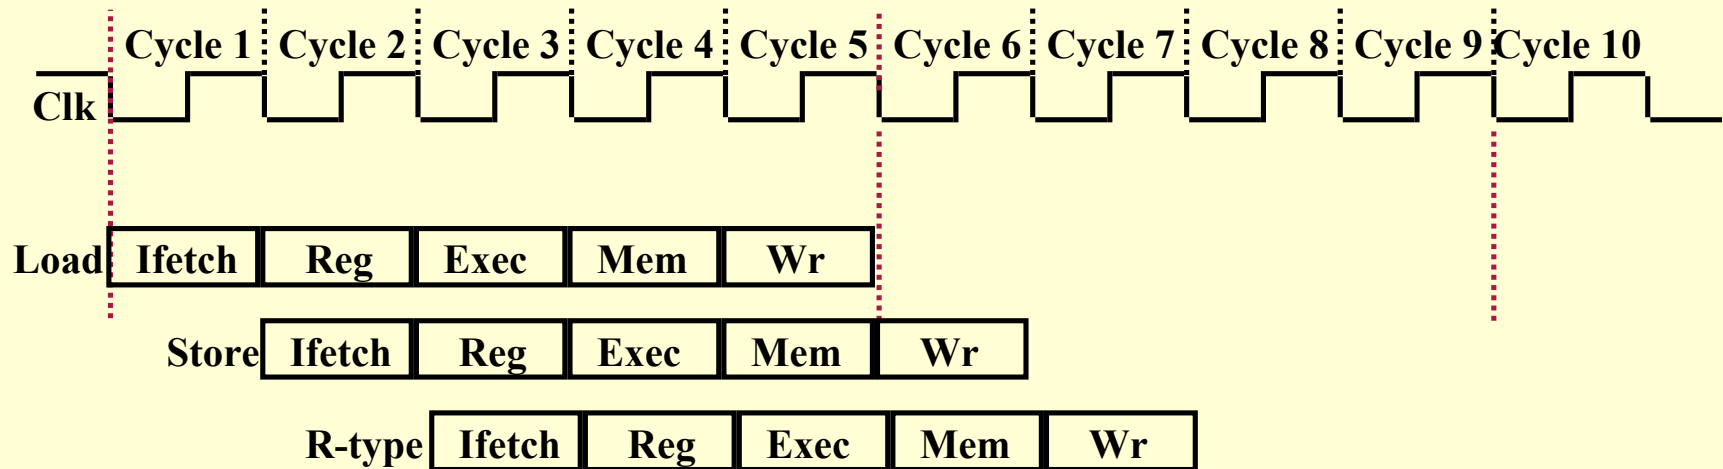 Cycle 1 Cycle 2 Cycle 3 Cycle 4 Cycle 5 Cycle 6 Cycle 7 Cycle 8 Cycle 9 Cycle 10
Clk
Load Ifetch Reg Exec Mem Wr
Store Ifetch Reg Exec Mem Wr
R-type Ifetch Reg Exec Mem Wr